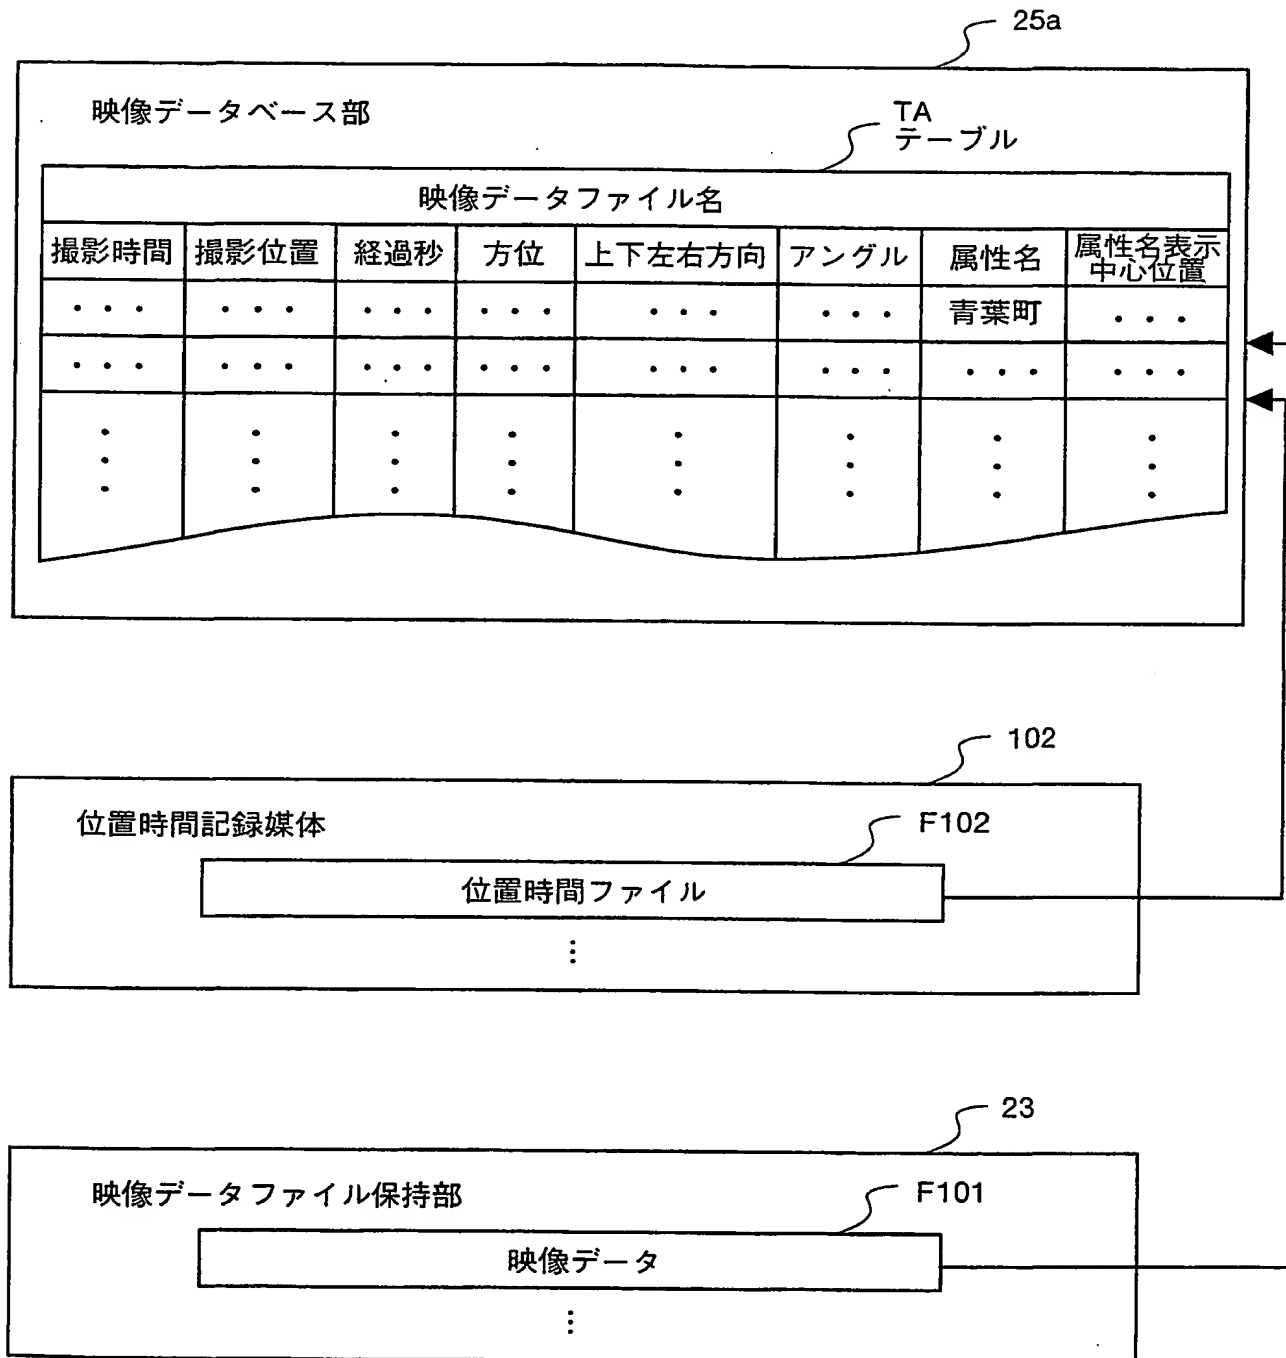 25a
映像データベース部
TA
テーブル
映像データファイル名
撮影時間 撮影位置 経過秒 方位 上下左右方向 アングル 属性名 属性名表示
中心位置
・・・ ・・・ ・・・ ・・・ ・・・ ・・・ 青葉町 ・・・
・・・ ・・・ ・・・ ・・・ ・・・ ・・・ ・・・ ・・・
102
位置時間記録媒体
F102
位置時間ファイル
23
映像データファイル保持部
F101
映像データ